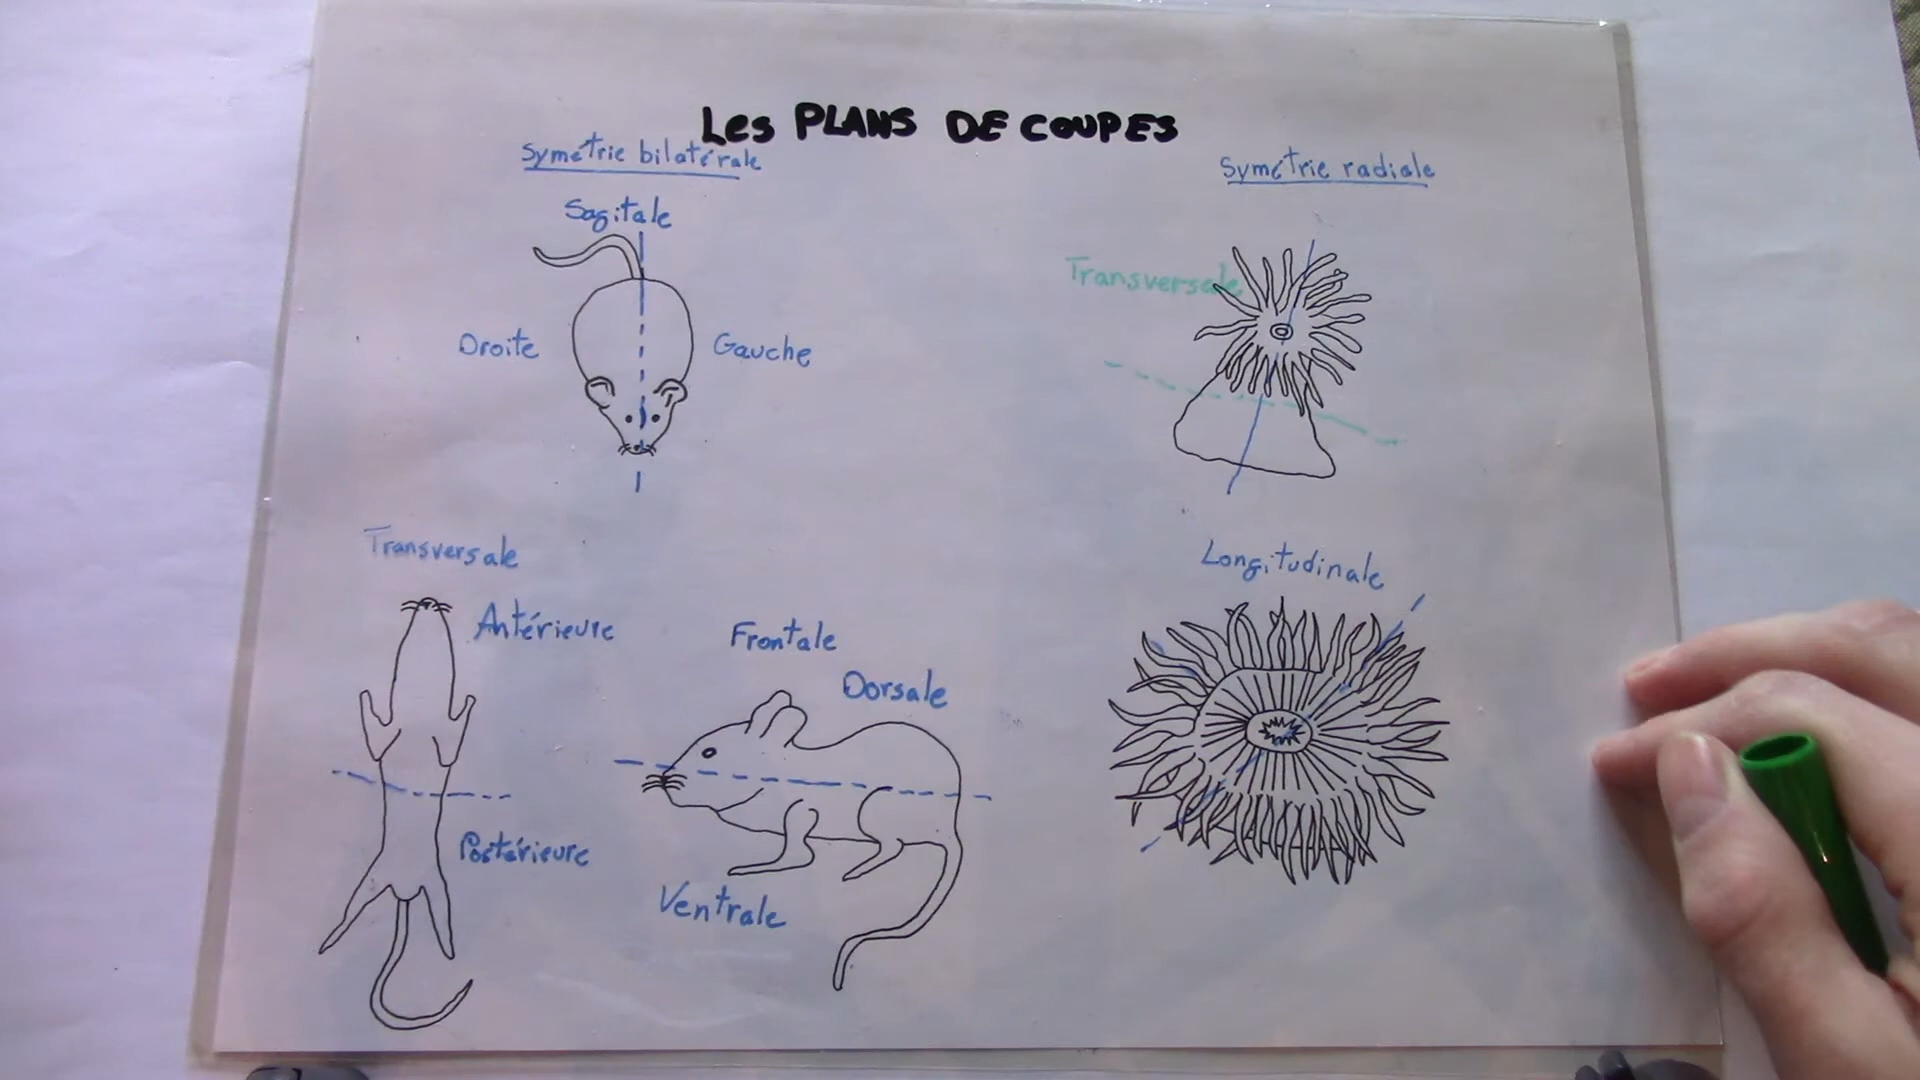 Les PLANS DE COUPES
Symétrie bilatérale
Sagitale
Droite
Gauche
Transversale
Antérieure
Postérieure
Frontale
Dorsale
Ventrale
Symétrie radiale
Transversale
Longitudinale